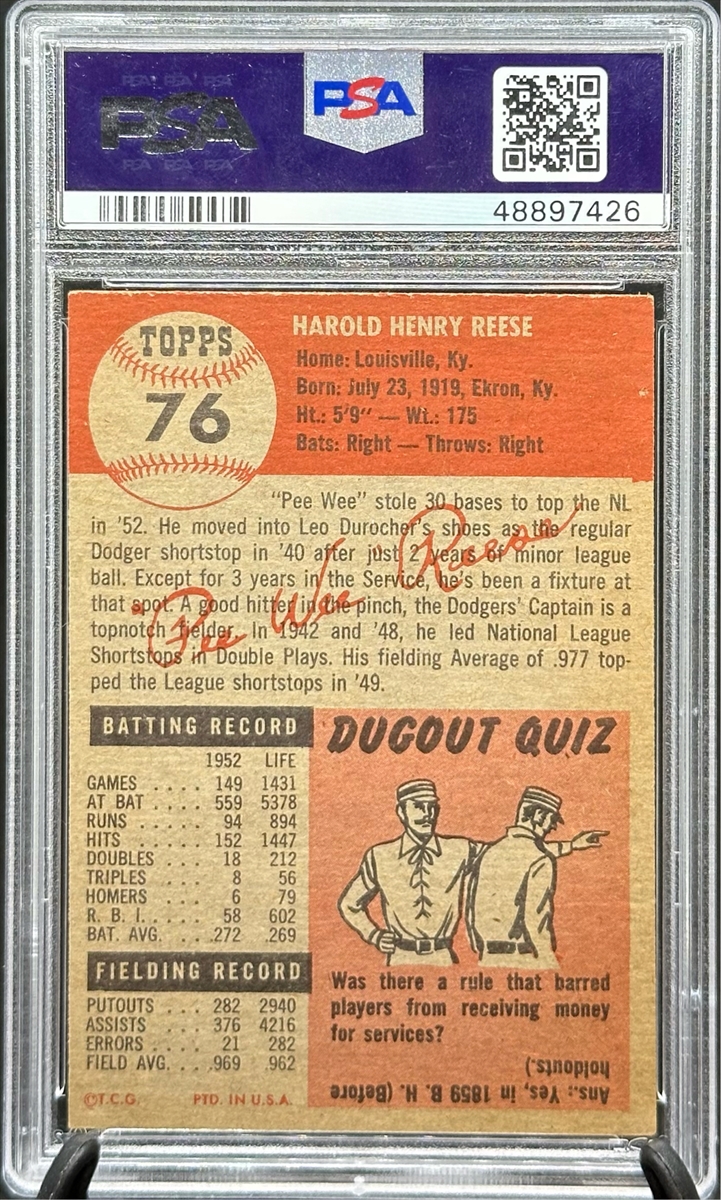 PSA PSA PSA
PSA
PSA PSA PSA
PSA
48897426
TOPPS
76
HAROLD HENRY REESE
Home: Louisville, Ky.
Born: July 23, 1919, Ekron, Ky.
Ht.: 5'9" — Wt.: 175
Bats: Right — Throws: Right
"Pee Wee" stole 30 bases to top the NL
in '52. He moved into Leo Durocher's shoes as the regular
Dodger shortstop in '40 after just 2 years of minor league
ball. Except for 3 years in the Service, he's been a fixture at
that spot. A good hitter in the pinch, the Dodgers' Captain is a
topnotch fielder. In 1942 and '48, he led National League
Shortstops in Double Plays. His fielding Average of .977 top-
ped the League shortstops in '49.
"Pee Wee" Reese
BATTING RECORD
1952 LIFE
GAMES .... 149 1431
AT BAT .... 559 5378
RUNS ..... 94 894
HITS ..... 152 1447
DOUBLES ... 18 212
TRIPLES ... 8 56
HOMERS ... 6 79
R. B. I. .... 58 602
BAT. AVG. ... .272 .269
FIELDING RECORD
PUTOUTS ... 282 2940
ASSISTS ... 376 4216
ERRORS .... 21 282
FIELD AVG. ... .969 .962
©T.C.G. PTD. IN U.S.A.
DUGOUT QUIZ
Was there a rule that barred
players from receiving money
for services?
Ans.: Yes, in 1859 B. H. (Before
holdouts.)